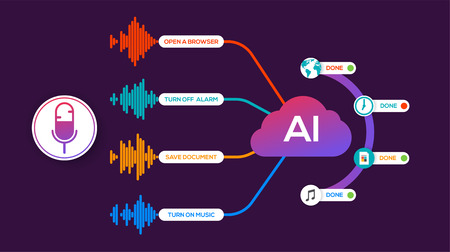 OPEN A BROWSER
DONE
TURN OFF ALARM
DONE
AI
SAVE DOCUMENT
DONE
DONE
TURN ON MUSIC